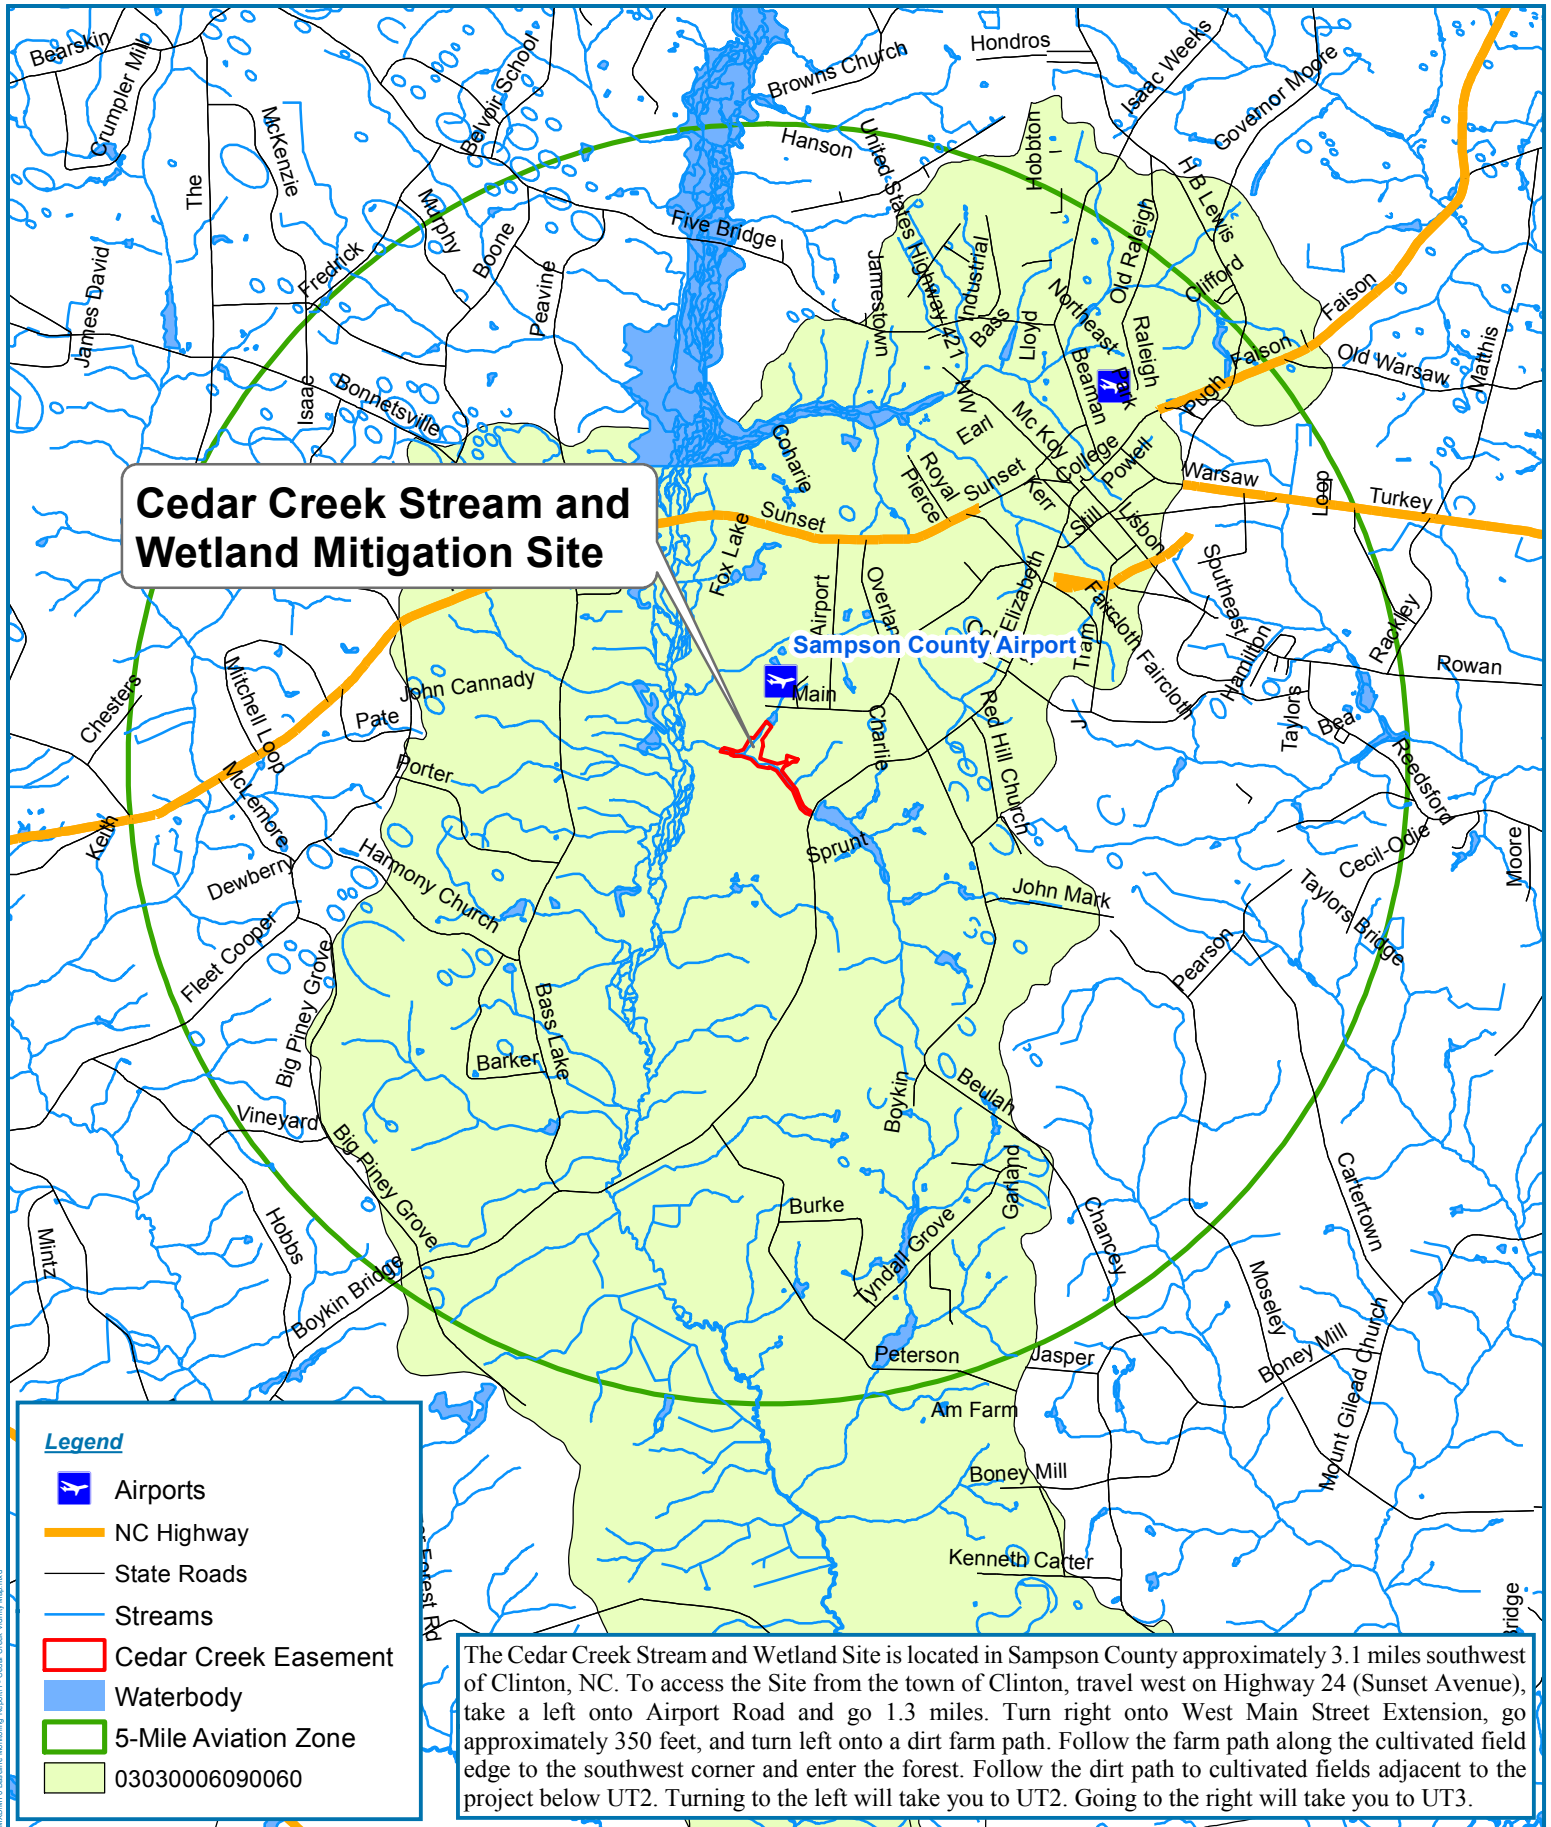 Bearskin
Crumpler Mill
The
McKenzie
Belvoir School
Browns Church
Hondros
Isaac Weeks
Governor Moore
Hanson
United States Highway 421
Hobbton
H B Lewis
Murphy
Boone
Five Bridge
Fredrick
James David
Peavine
Jamestown
Industrial
Bass
Lloyd
Northeast
Old Raleigh
Clifford
Faison
Raleigh
Beaman
Park
Faison
Old Warsaw
Matthis
Isaac
Bonnetsville
Pugh
NW
Earl
Mc Koy
College
Powell
Coharie
Royal
Pierce
Sunset
Kerr
Still
Lisbon
Warsaw
Loop
Turkey
Cedar Creek Stream and
Wetland Mitigation Site
Sunset
Fox Lake
Airport
Overlan
Elizabeth
Faircloth
Faircloth
Southeast
Hamilton
Rackley
Rowan
Tram
Sampson County Airport
Main
Charlie
Red Hill Church
Taylors
Bea
Reedsford
Chesters
Mitchell Loop
John Cannady
Pate
Porter
McLemore
Keith
Dewberry
Harmony Church
Sprunt
Cecil-Odie
Moore
John Mark
Taylors Bridge
Fleet Cooper
Big Piney Grove
Pearson
Bass Lake
Barker
Boykin
Beulah
Vineyard
Big Piney Grove
Garland
Cartertown
Burke
Tyndall Grove
Chancey
Mintz
Hobbs
Boykin Bridge
Moseley
Mount Gilead Church
Boney Mill
Peterson
Jasper
Am Farm
Boney Mill
Kenneth Carter
Forest Rd
Bridge
Legend
Airports
NC Highway
State Roads
Streams
Cedar Creek Easement
Waterbody
5-Mile Aviation Zone
03030006090060
The Cedar Creek Stream and Wetland Site is located in Sampson County approximately 3.1 miles southwest
of Clinton, NC. To access the Site from the town of Clinton, travel west on Highway 24 (Sunset Avenue),
take a left onto Airport Road and go 1.3 miles. Turn right onto West Main Street Extension, go
approximately 350 feet, and turn left onto a dirt farm path. Follow the farm path along the cultivated field
edge to the southwest corner and enter the forest. Follow the dirt path to cultivated fields adjacent to the
project below UT2. Turning to the left will take you to UT2. Going to the right will take you to UT3.